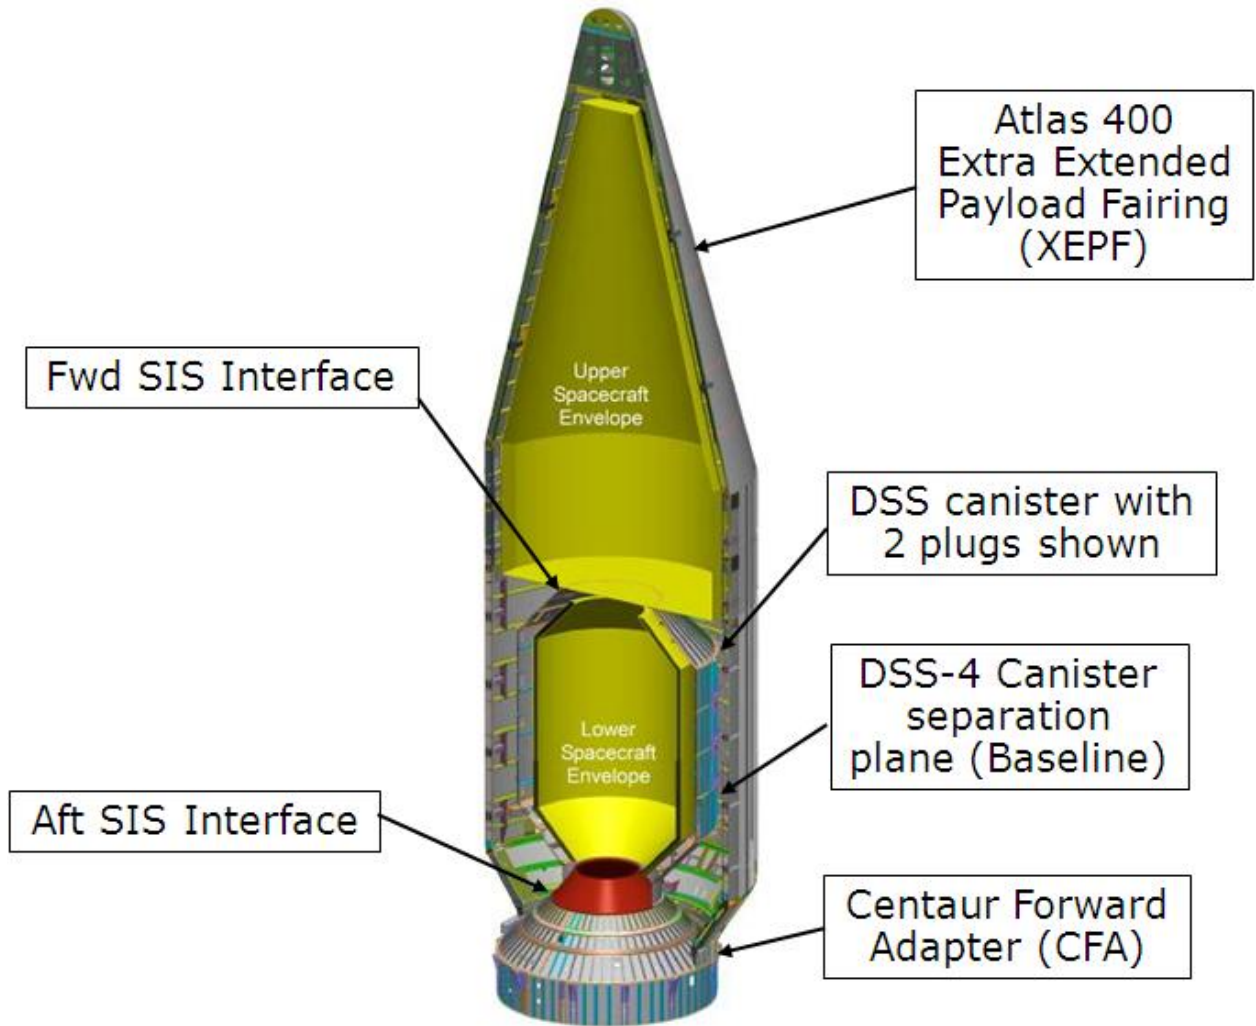 Atlas 400
Extra Extended
Payload Fairing
(XEPF)
Fwd SIS Interface
Upper
Spacecraft
Envelope
DSS canister with
2 plugs shown
DSS-4 Canister
separation
plane (Baseline)
Lower
Spacecraft
Envelope
Aft SIS Interface
Centaur Forward
Adapter (CFA)